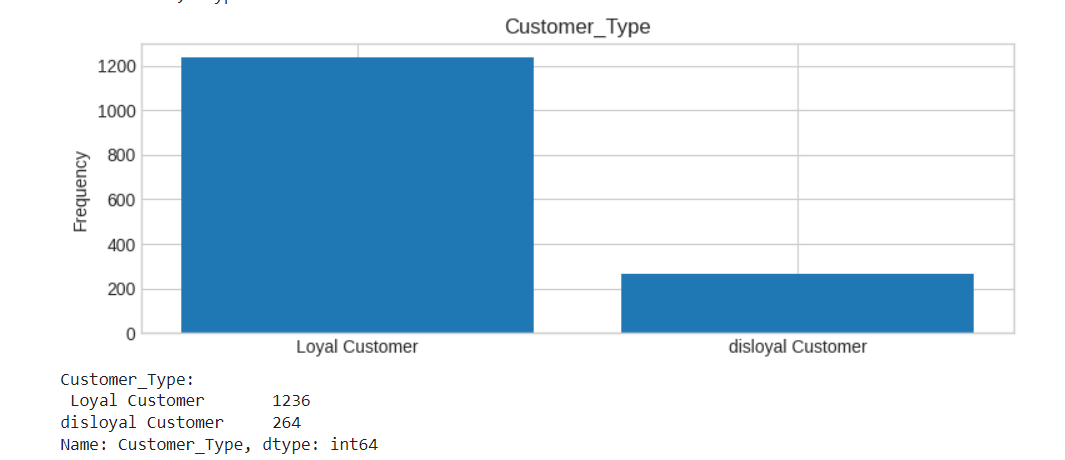 Customer_Type
1200
1000
800
600
400
200
0
Frequency
Loyal Customer disloyal Customer
Customer_Type:
Loyal Customer 1236
disloyal Customer 264
Name: Customer_Type, dtype: int64